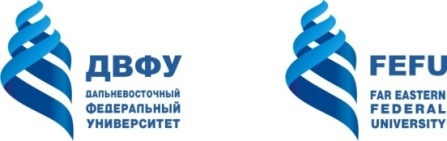 ДВФУ
ДАЛЬНЕВОСТОЧНЫЙ
ФЕДЕРАЛЬНЫЙ
УНИВЕРСИТЕТ
FEFU
FAR EASTERN
FEDERAL
UNIVERSITY